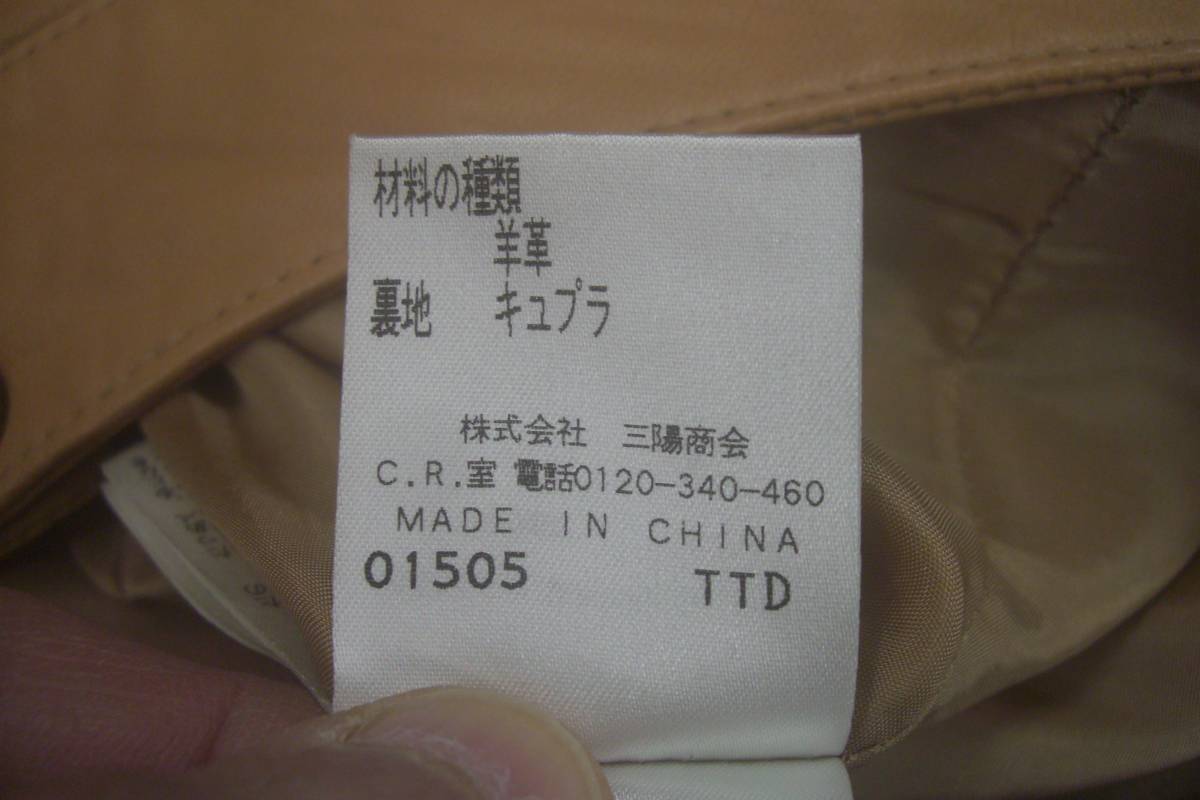 材料の種類
羊革
裏地 キュプラ
株式会社 三陽商会
C.R.室 電話0120-340-460
MADE IN CHINA
01505 TTD